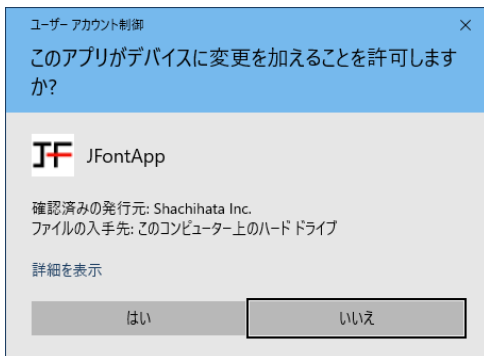 ユーザー アカウント制御
このアプリがデバイスに変更を加えることを許可します
か?
JF JFontApp
確認済みの発行元: Shachihata Inc.
ファイルの入手先: このコンピューター上のハード ドライブ
詳細を表示
はい いいえ